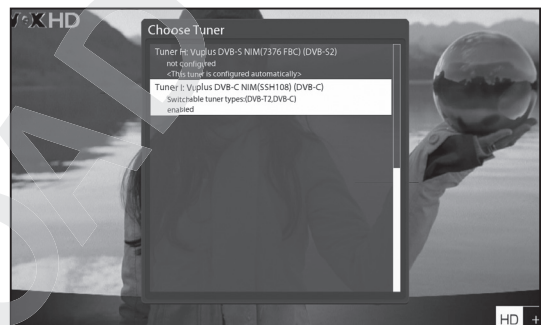 VOX HD
Choose Tuner
Tuner H: Vuplus DVB-S NIM(7376 FBC) (DVB-S2)
not configured
<This tuner is configured automatically>
Tuner I: Vuplus DVB-C NIM(SSH108) (DVB-C)
Switchable tuner types:(DVB-T2,DVB-C)
enabled
HD +